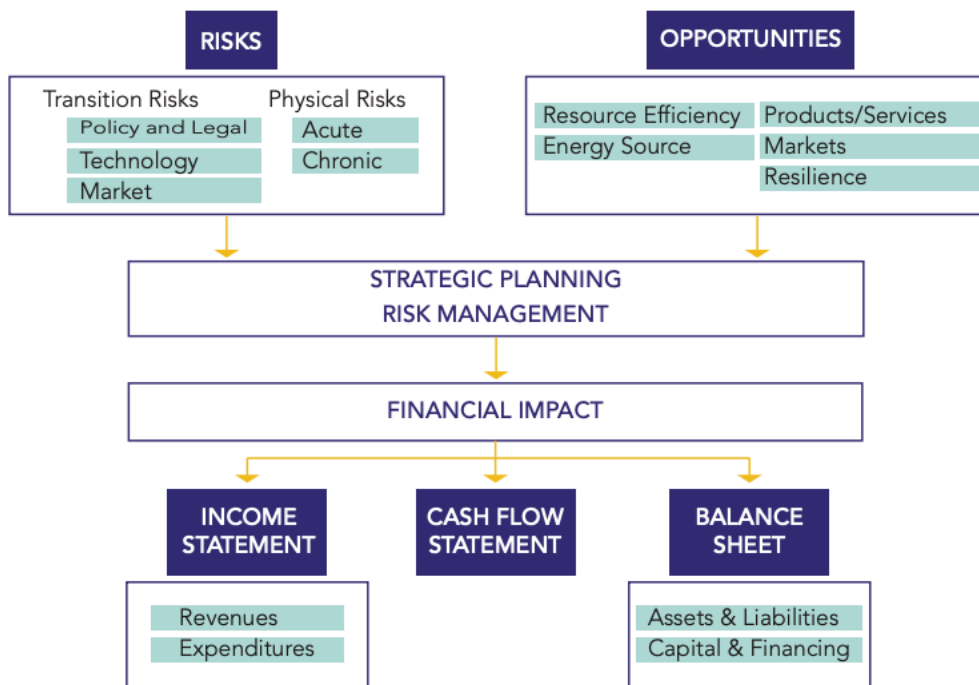 RISKS
Transition Risks
Policy and Legal
Technology
Market
Physical Risks
Acute
Chronic
OPPORTUNITIES
Resource Efficiency
Energy Source
Products/Services
Markets
Resilience
STRATEGIC PLANNING
RISK MANAGEMENT
FINANCIAL IMPACT
INCOME
STATEMENT
Revenues
Expenditures
CASH FLOW
STATEMENT
BALANCE
SHEET
Assets & Liabilities
Capital & Financing